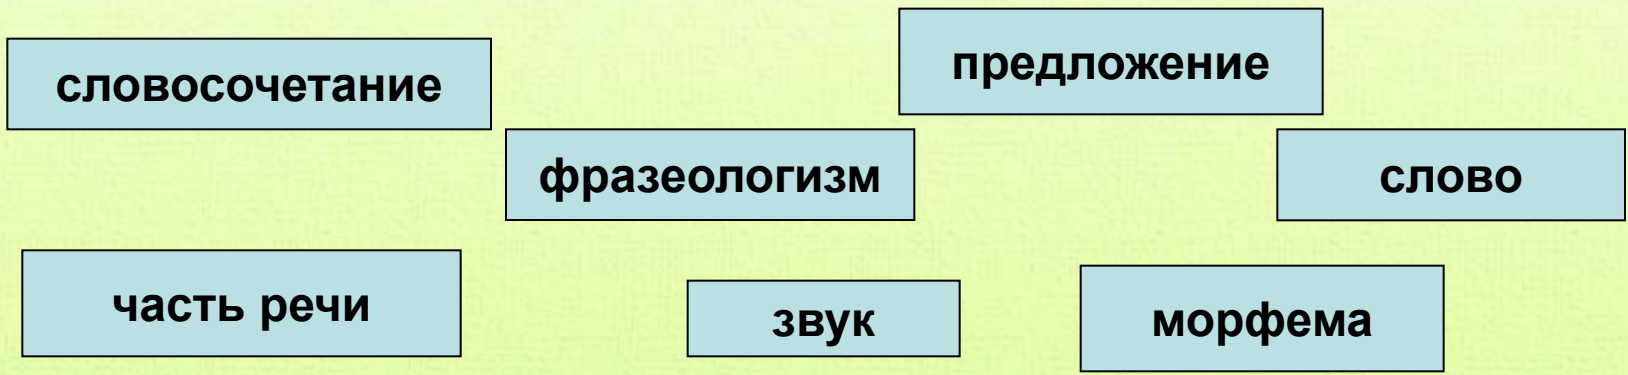 словосочетание
предложение
фразеологизм
слово
часть речи
звук
морфема